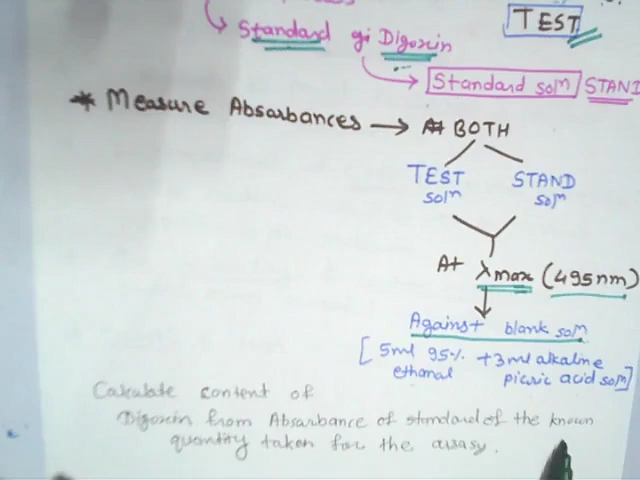 TEST
Standard of Digoxin
Standard solⁿ STAND
* Measure Absorbances → BOTH
TEST STAND
solⁿ solⁿ
At λmax (495nm)
Against blank solⁿ
[5ml 95% +3ml alkaline
ethanol picric acid solⁿ]
Calculate content of
Digoxin from Absorbance of standard of the known
quantity taken for the assay.